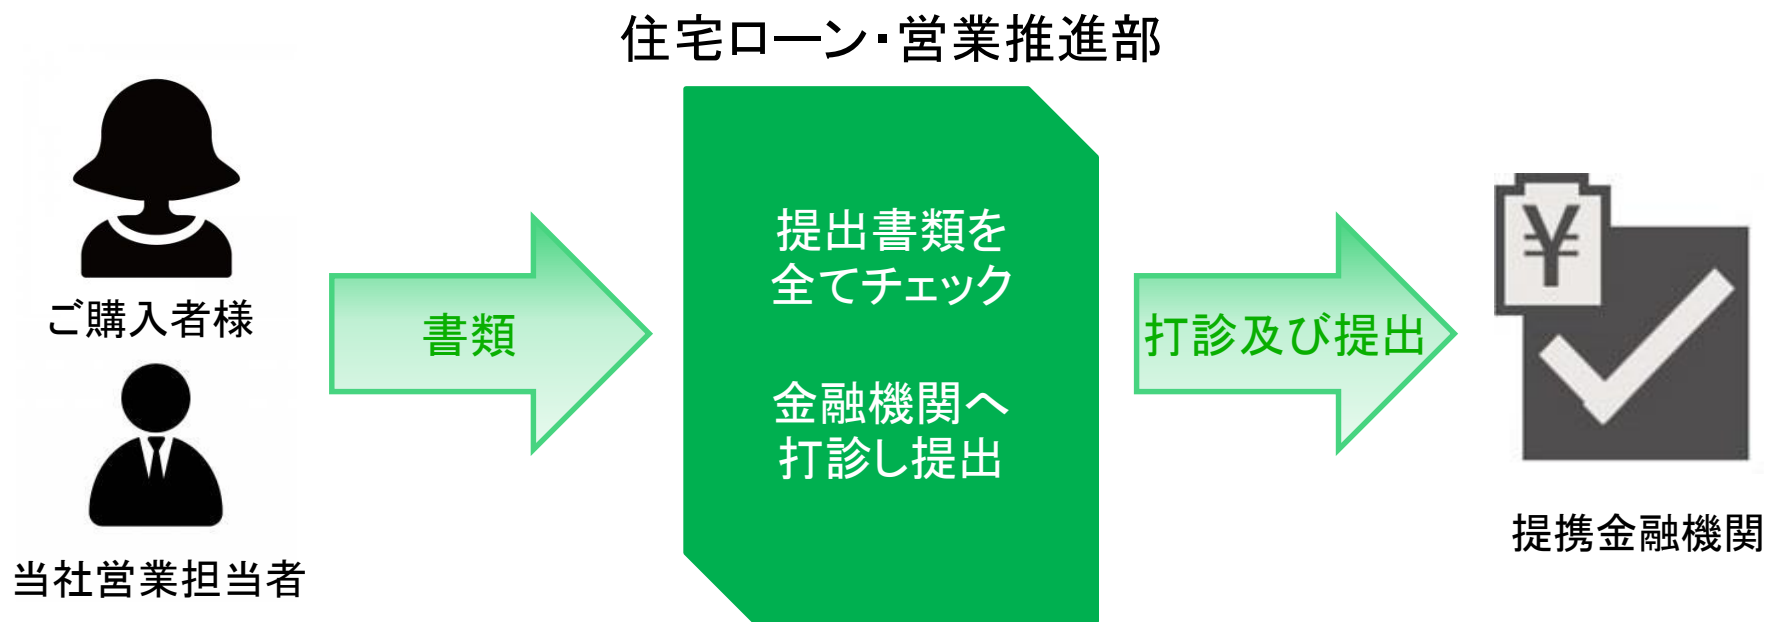 住宅ローン・営業推進部
ご購入者様
当社営業担当者
書類
提出書類を
全てチェック
金融機関へ
打診し提出
打診及び提出
¥
提携金融機関